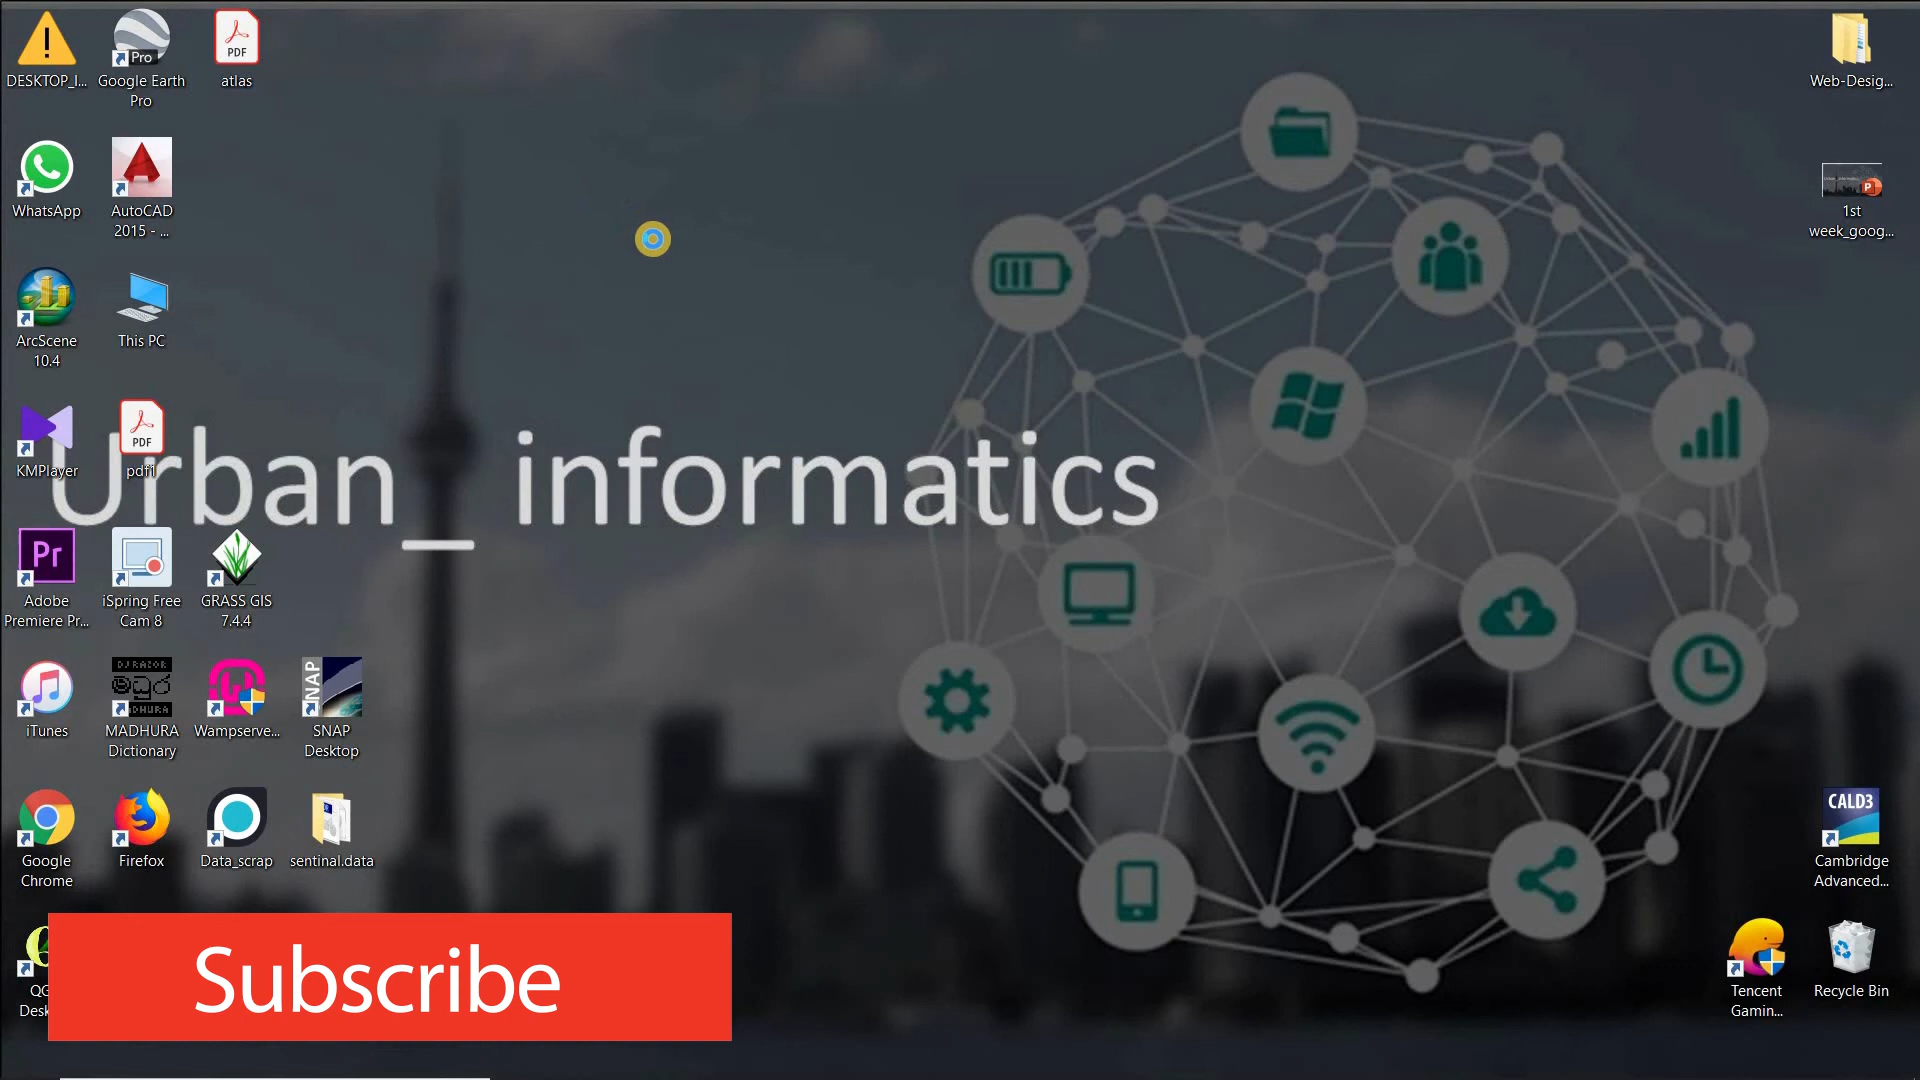 DESKTOP_I...
Pro
Google Earth
Pro
PDF
atlas
Web-Desig...
WhatsApp
AutoCAD
2015 - ...
P
1st
week_goog...
ArcScene
10.4
This PC
KMPlayer
PDF
pdf1
Urban_ informatics
Pr
Adobe
Premiere Pr...
iSpring Free
Cam 8
GRASS GIS
7.4.4
iTunes
MADHURA
Dictionary
Wampserve...
SNAP
SNAP
Desktop
Google
Chrome
Firefox
Data_scrap
sentinal.data
CALD3
Cambridge
Advanced...
Subscribe
Tencent
Gamin...
Recycle Bin